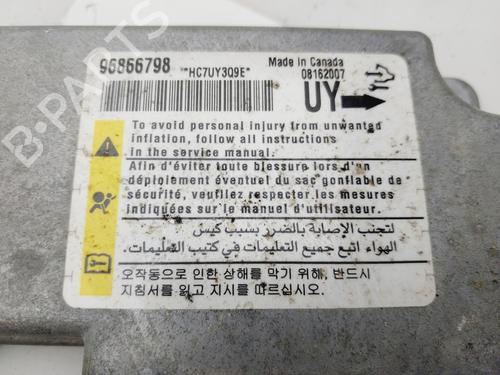 96866798
"HC7UY3Q9E"
Made in Canada
08162007
UY
To avoid personal injury from unwanted
inflation, follow all instructions
in the service manual.
Afin d'éviter toute blessure lors d'un
déploiement éventuel du sac gonflable de
sécurité, veuillez respecter les mesures
indiquées sur le manuel d'utilisateur.
لتجنب الإصابة بالضرر بسبب كيس
الهواء اتبع جميع التعليمات في كتيب التعليمات.
오작동으로 인한 상해를 막기 위해, 반드시
지침서를 읽고 지시를 따르십시오.
B-PARTS